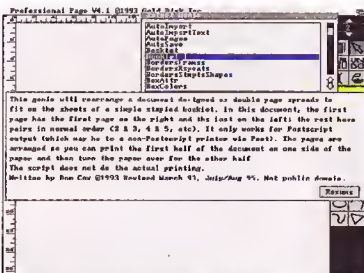 Professional Page V4.1 ©1993 Gold Disk Inc
Select Genie
AutoImport
AutoImportText
AutoPages
AutoSave
Booklet
BordersRepeats
BordersSimpleShapes
BoxAttr
BoxColors
This genie will rearrange a document designed as double page spreads to
fit on the sheets of a simple stapled booklet. In this document, the first
page has the first page on the right and the last on the left; the rest have
pairs in normal order (2 & 3, 4 & 5, etc). It only works for Postscript
output (which may be to a non-Postscript printer via Post). The pages are
arranged so you can print the first half of the document on one side of the
paper and then turn the paper over for the other half
The script does not do the actual printing.
Written by Don Cox ©1993 Revised March 93, July/Aug 95. Not public domain.
Resume